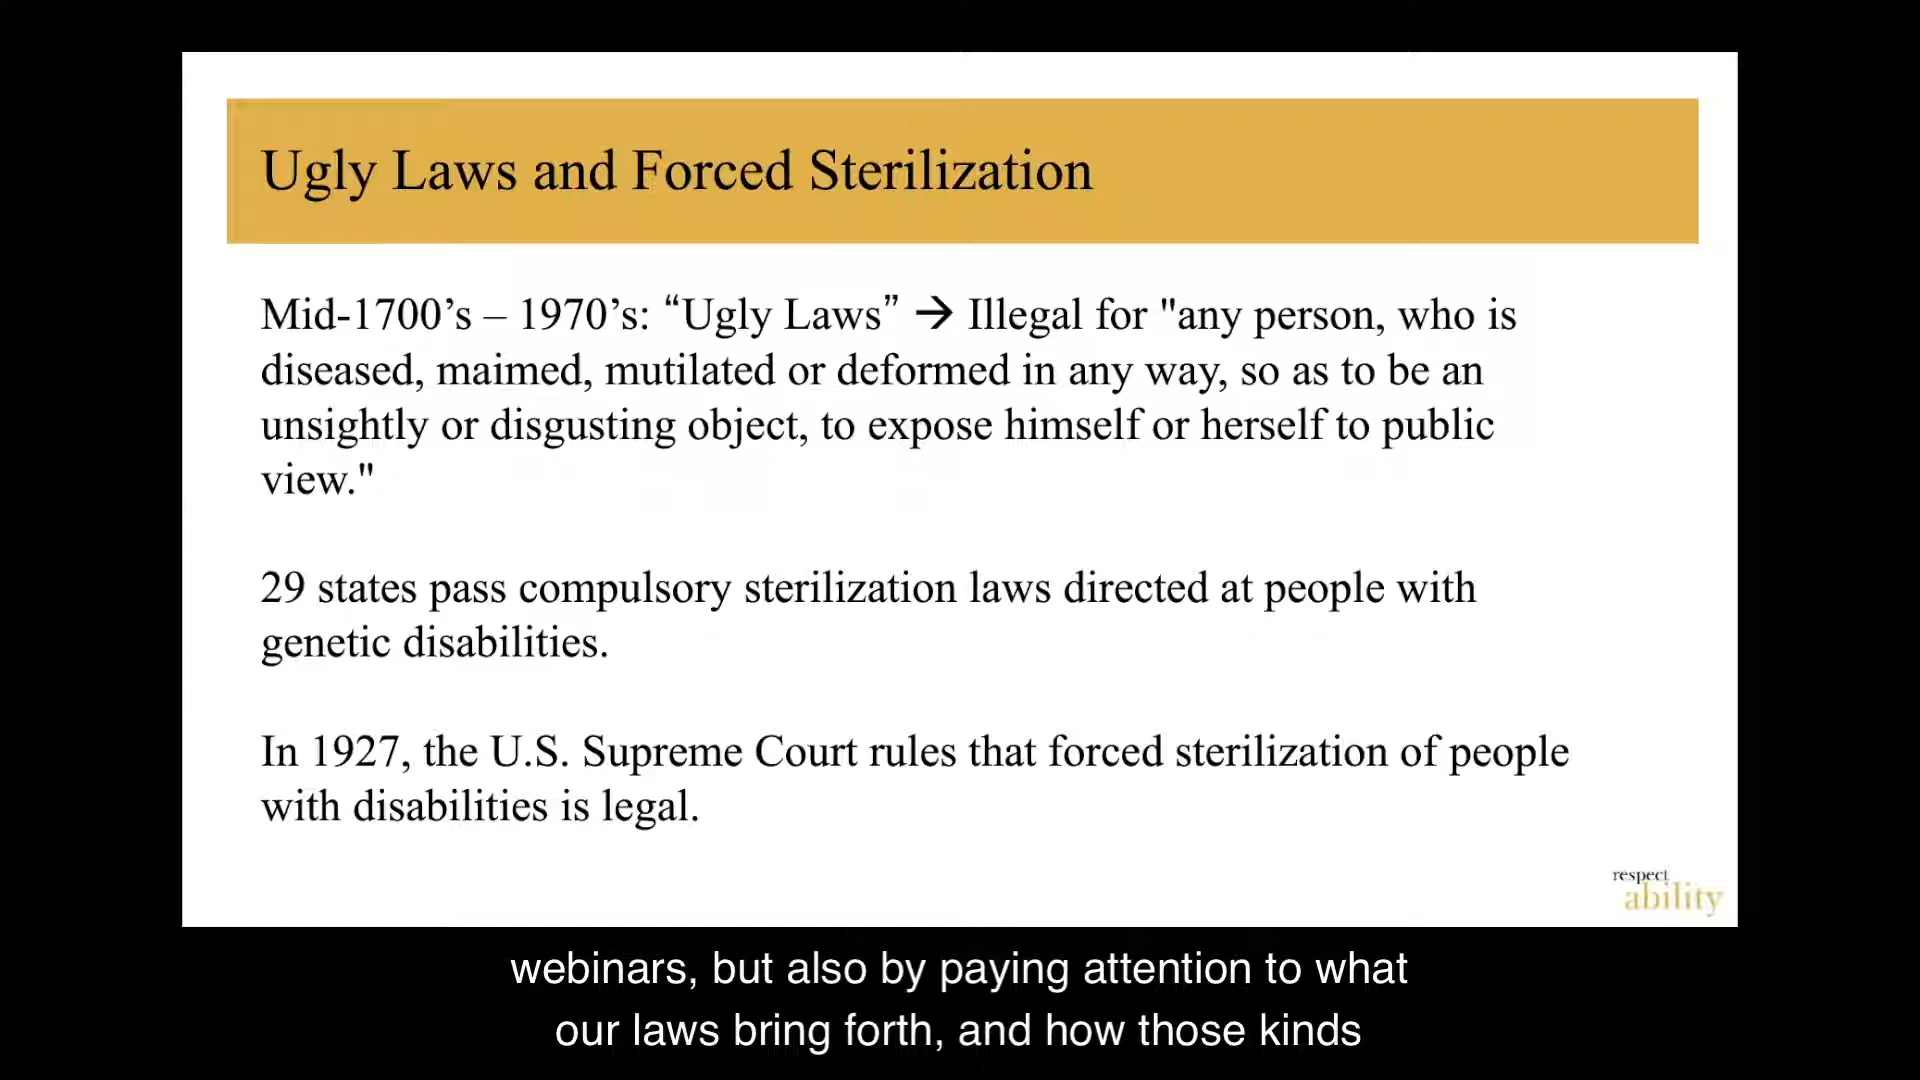 Ugly Laws and Forced Sterilization
Mid-1700’s – 1970’s: “Ugly Laws” → Illegal for "any person, who is
diseased, maimed, mutilated or deformed in any way, so as to be an
unsightly or disgusting object, to expose himself or herself to public
view."
29 states pass compulsory sterilization laws directed at people with
genetic disabilities.
In 1927, the U.S. Supreme Court rules that forced sterilization of people
with disabilities is legal.
respect
ability
webinars, but also by paying attention to what
our laws bring forth, and how those kinds